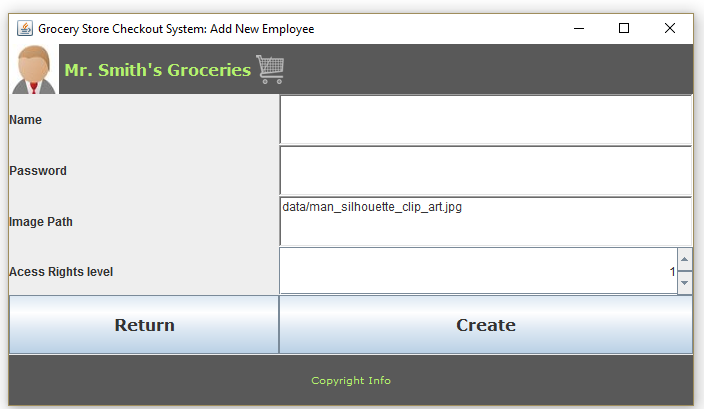 Grocery Store Checkout System: Add New Employee
Mr. Smith's Groceries
Name
Password
Image Path
data/man_silhouette_clip_art.jpg
Acess Rights level
1
Return
Create
Copyright Info